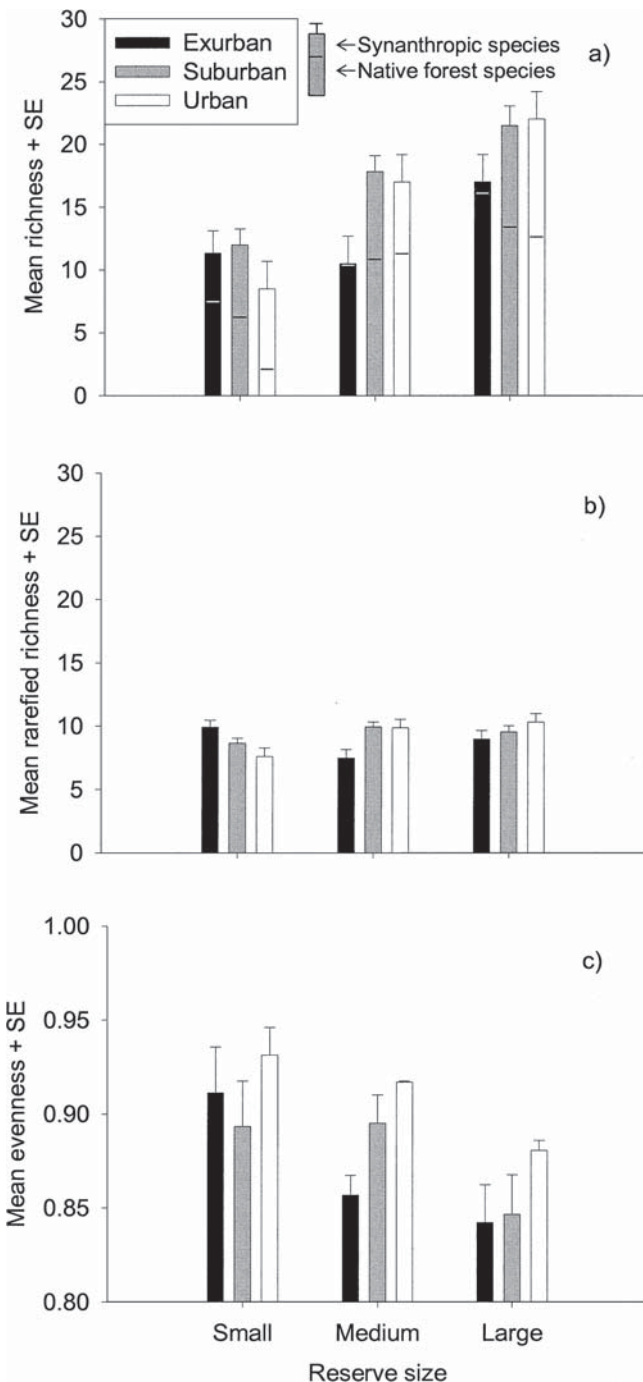 30
25
20
15
10
5
0
Mean richness + SE
Exurban
Suburban
Urban
←Synanthropic species
←Native forest species
a)
30
25
20
15
10
5
0
Mean rarefied richness + SE
b)
1.00
0.95
0.90
0.85
0.80
Mean evenness + SE
c)
Small Medium Large
Reserve size